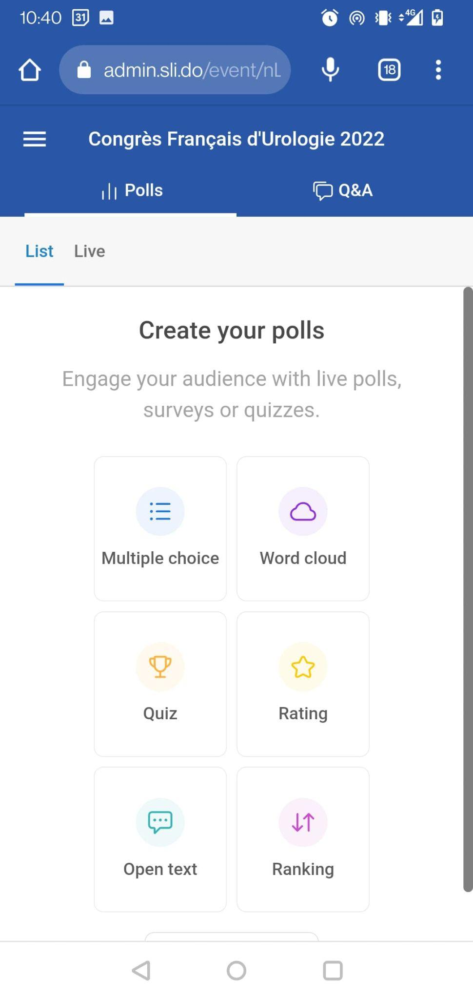 10:40 31 4G
admin.sli.do/event/nL 18
Congrès Français d'Urologie 2022
Polls Q&A
List Live
Create your polls
Engage your audience with live polls,
surveys or quizzes.
Multiple choice Word cloud
Quiz Rating
Open text Ranking